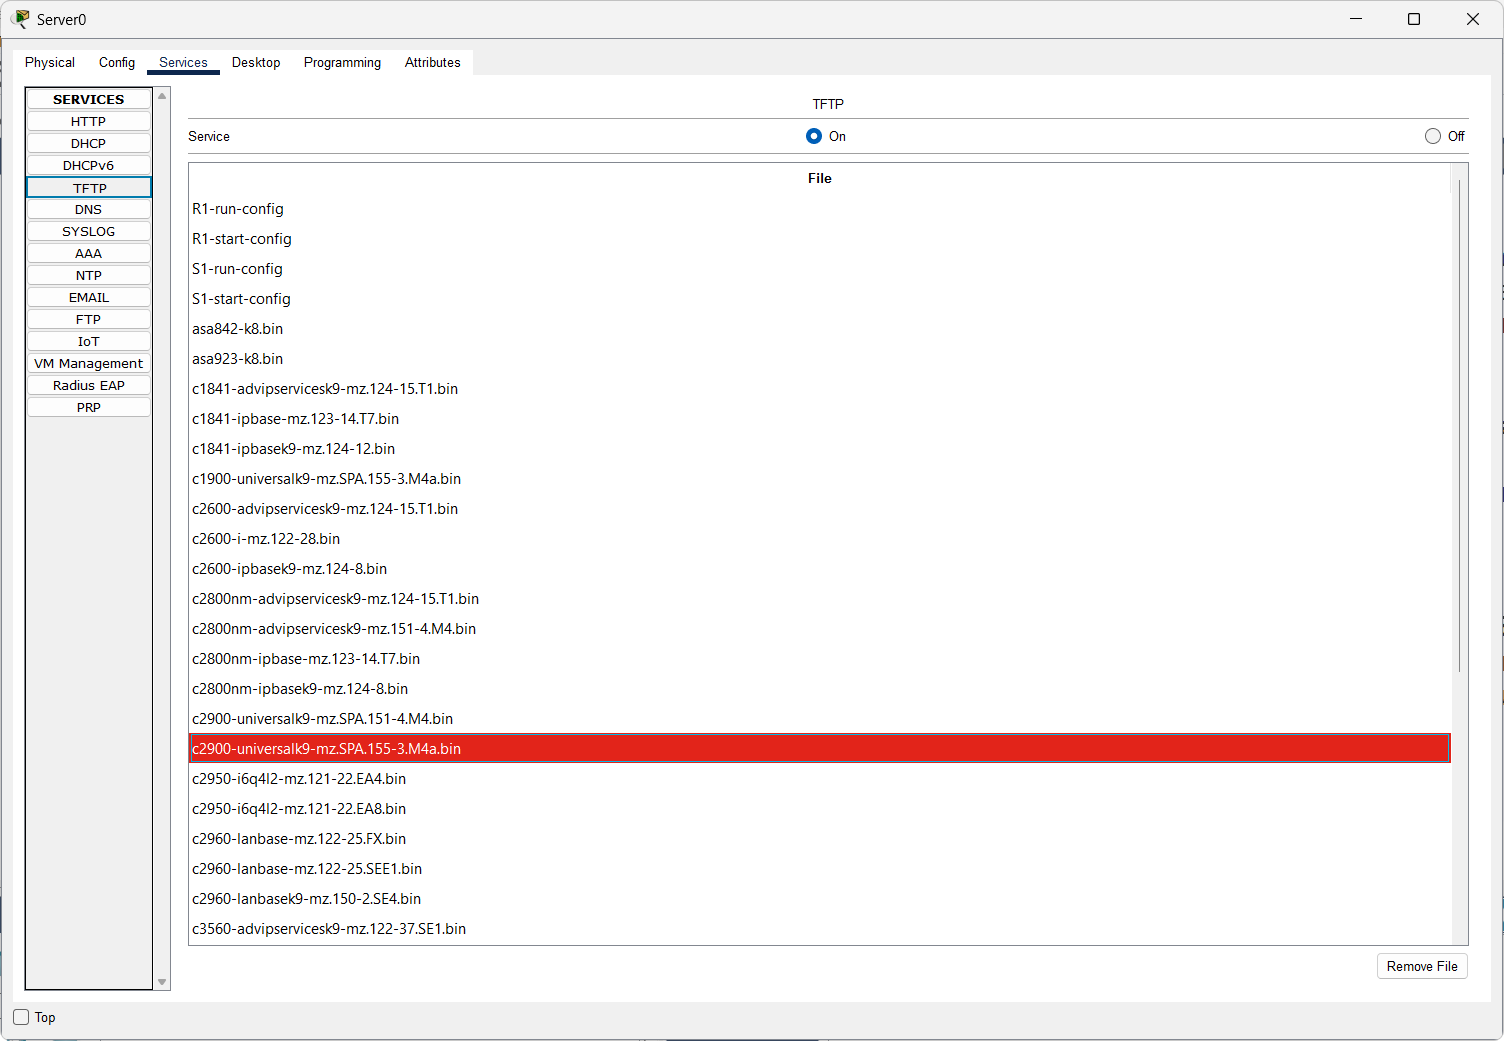 Server0
Physical Config Services Desktop Programming Attributes
SERVICES
HTTP
DHCP
DHCPv6
TFTP
DNS
SYSLOG
AAA
NTP
EMAIL
FTP
IoT
VM Management
Radius EAP
PRP
TFTP
Service On Off
File
R1-run-config
R1-start-config
S1-run-config
S1-start-config
asa842-k8.bin
asa923-k8.bin
c1841-advipservicesk9-mz.124-15.T1.bin
c1841-ipbase-mz.123-14.T7.bin
c1841-ipbasek9-mz.124-12.bin
c1900-universalk9-mz.SPA.155-3.M4a.bin
c2600-advipservicesk9-mz.124-15.T1.bin
c2600-i-mz.122-28.bin
c2600-ipbasek9-mz.124-8.bin
c2800nm-advipservicesk9-mz.124-15.T1.bin
c2800nm-advipservicesk9-mz.151-4.M4.bin
c2800nm-ipbase-mz.123-14.T7.bin
c2800nm-ipbasek9-mz.124-8.bin
c2900-universalk9-mz.SPA.151-4.M4.bin
c2900-universalk9-mz.SPA.155-3.M4a.bin
c2950-i6q4l2-mz.121-22.EA4.bin
c2950-i6q4l2-mz.121-22.EA8.bin
c2960-lanbase-mz.122-25.FX.bin
c2960-lanbase-mz.122-25.SEE1.bin
c2960-lanbasek9-mz.150-2.SE4.bin
c3560-advipservicesk9-mz.122-37.SE1.bin
Remove File
Top